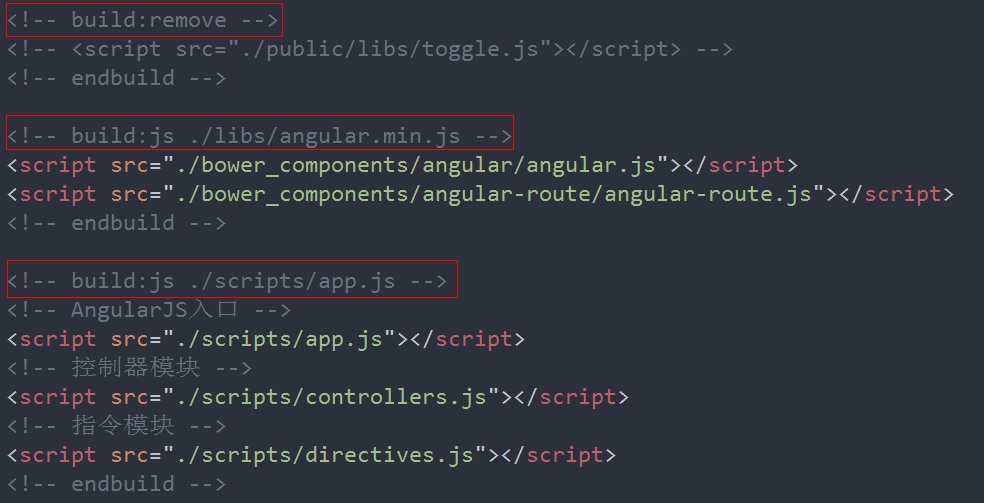 <!-- build:remove -->
<!-- <script src="./public/libs/toggle.js"></script> -->
<!-- endbuild -->
<!-- build:js ./libs/angular.min.js -->
<script src="./bower_components/angular/angular.js"></script>
<script src="./bower_components/angular-route/angular-route.js"></script>
<!-- endbuild -->
<!-- build:js ./scripts/app.js -->
<!-- AngularJS入口 -->
<script src="./scripts/app.js"></script>
<!-- 控制器模块 -->
<script src="./scripts/controllers.js"></script>
<!-- 指令模块 -->
<script src="./scripts/directives.js"></script>
<!-- endbuild -->